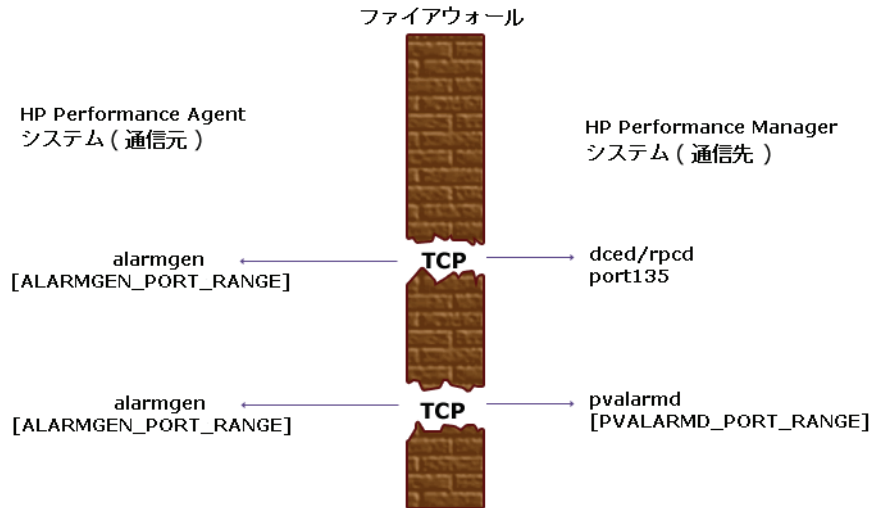 ファイアウォール
HP Performance Agent
システム ( 通信元 )
HP Performance Manager
システム ( 通信先 )
alarmgen
[ALARMGEN_PORT_RANGE]
TCP
dced/rpcd
port135
alarmgen
[ALARMGEN_PORT_RANGE]
TCP
pvalarmd
[PVALARMD_PORT_RANGE]